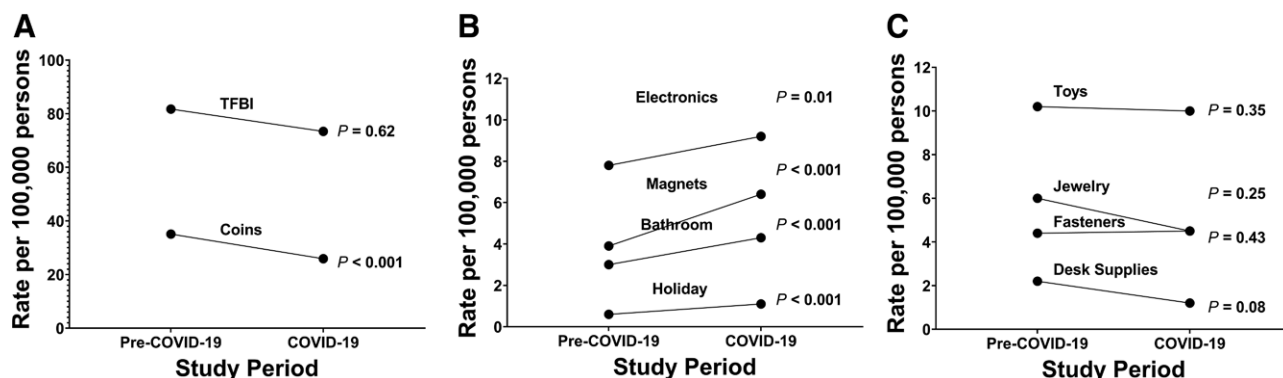 A
Rate per 100,000 persons
100
80
60
40
20
0
TFBI
P = 0.62
Coins
P < 0.001
Pre-COVID-19
COVID-19
Study Period
B
Rate per 100,000 persons
12
10
8
6
4
2
0
Electronics
P = 0.01
Magnets
P < 0.001
Bathroom
P < 0.001
Holiday
P < 0.001
Pre-COVID-19
COVID-19
Study Period
C
Rate per 100,000 persons
12
10
8
6
4
2
0
Toys
P = 0.35
Jewelry
P = 0.25
Fasteners
P = 0.43
Desk Supplies
P = 0.08
Pre-COVID-19
COVID-19
Study Period